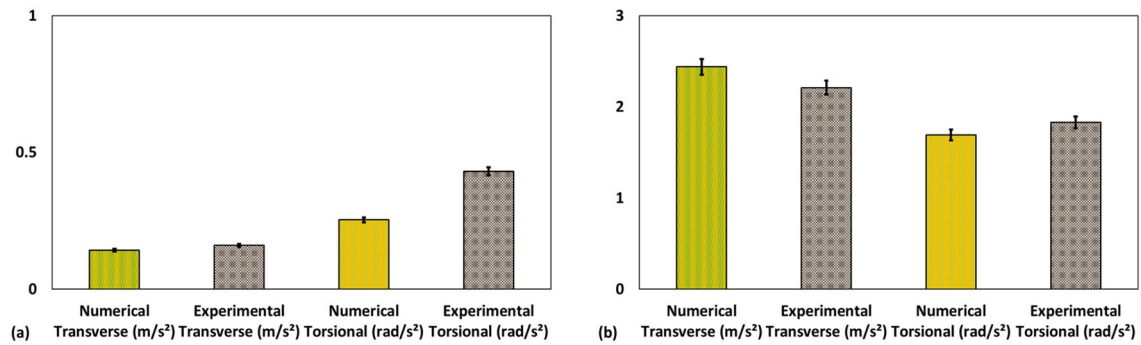 1
0.5
0
Numerical Transverse (m/s²)
Experimental Transverse (m/s²)
Numerical Torsional (rad/s²)
Experimental Torsional (rad/s²)
(a)
3
2
1
0
Numerical Transverse (m/s²)
Experimental Transverse (m/s²)
Numerical Torsional (rad/s²)
Experimental Torsional (rad/s²)
(b)